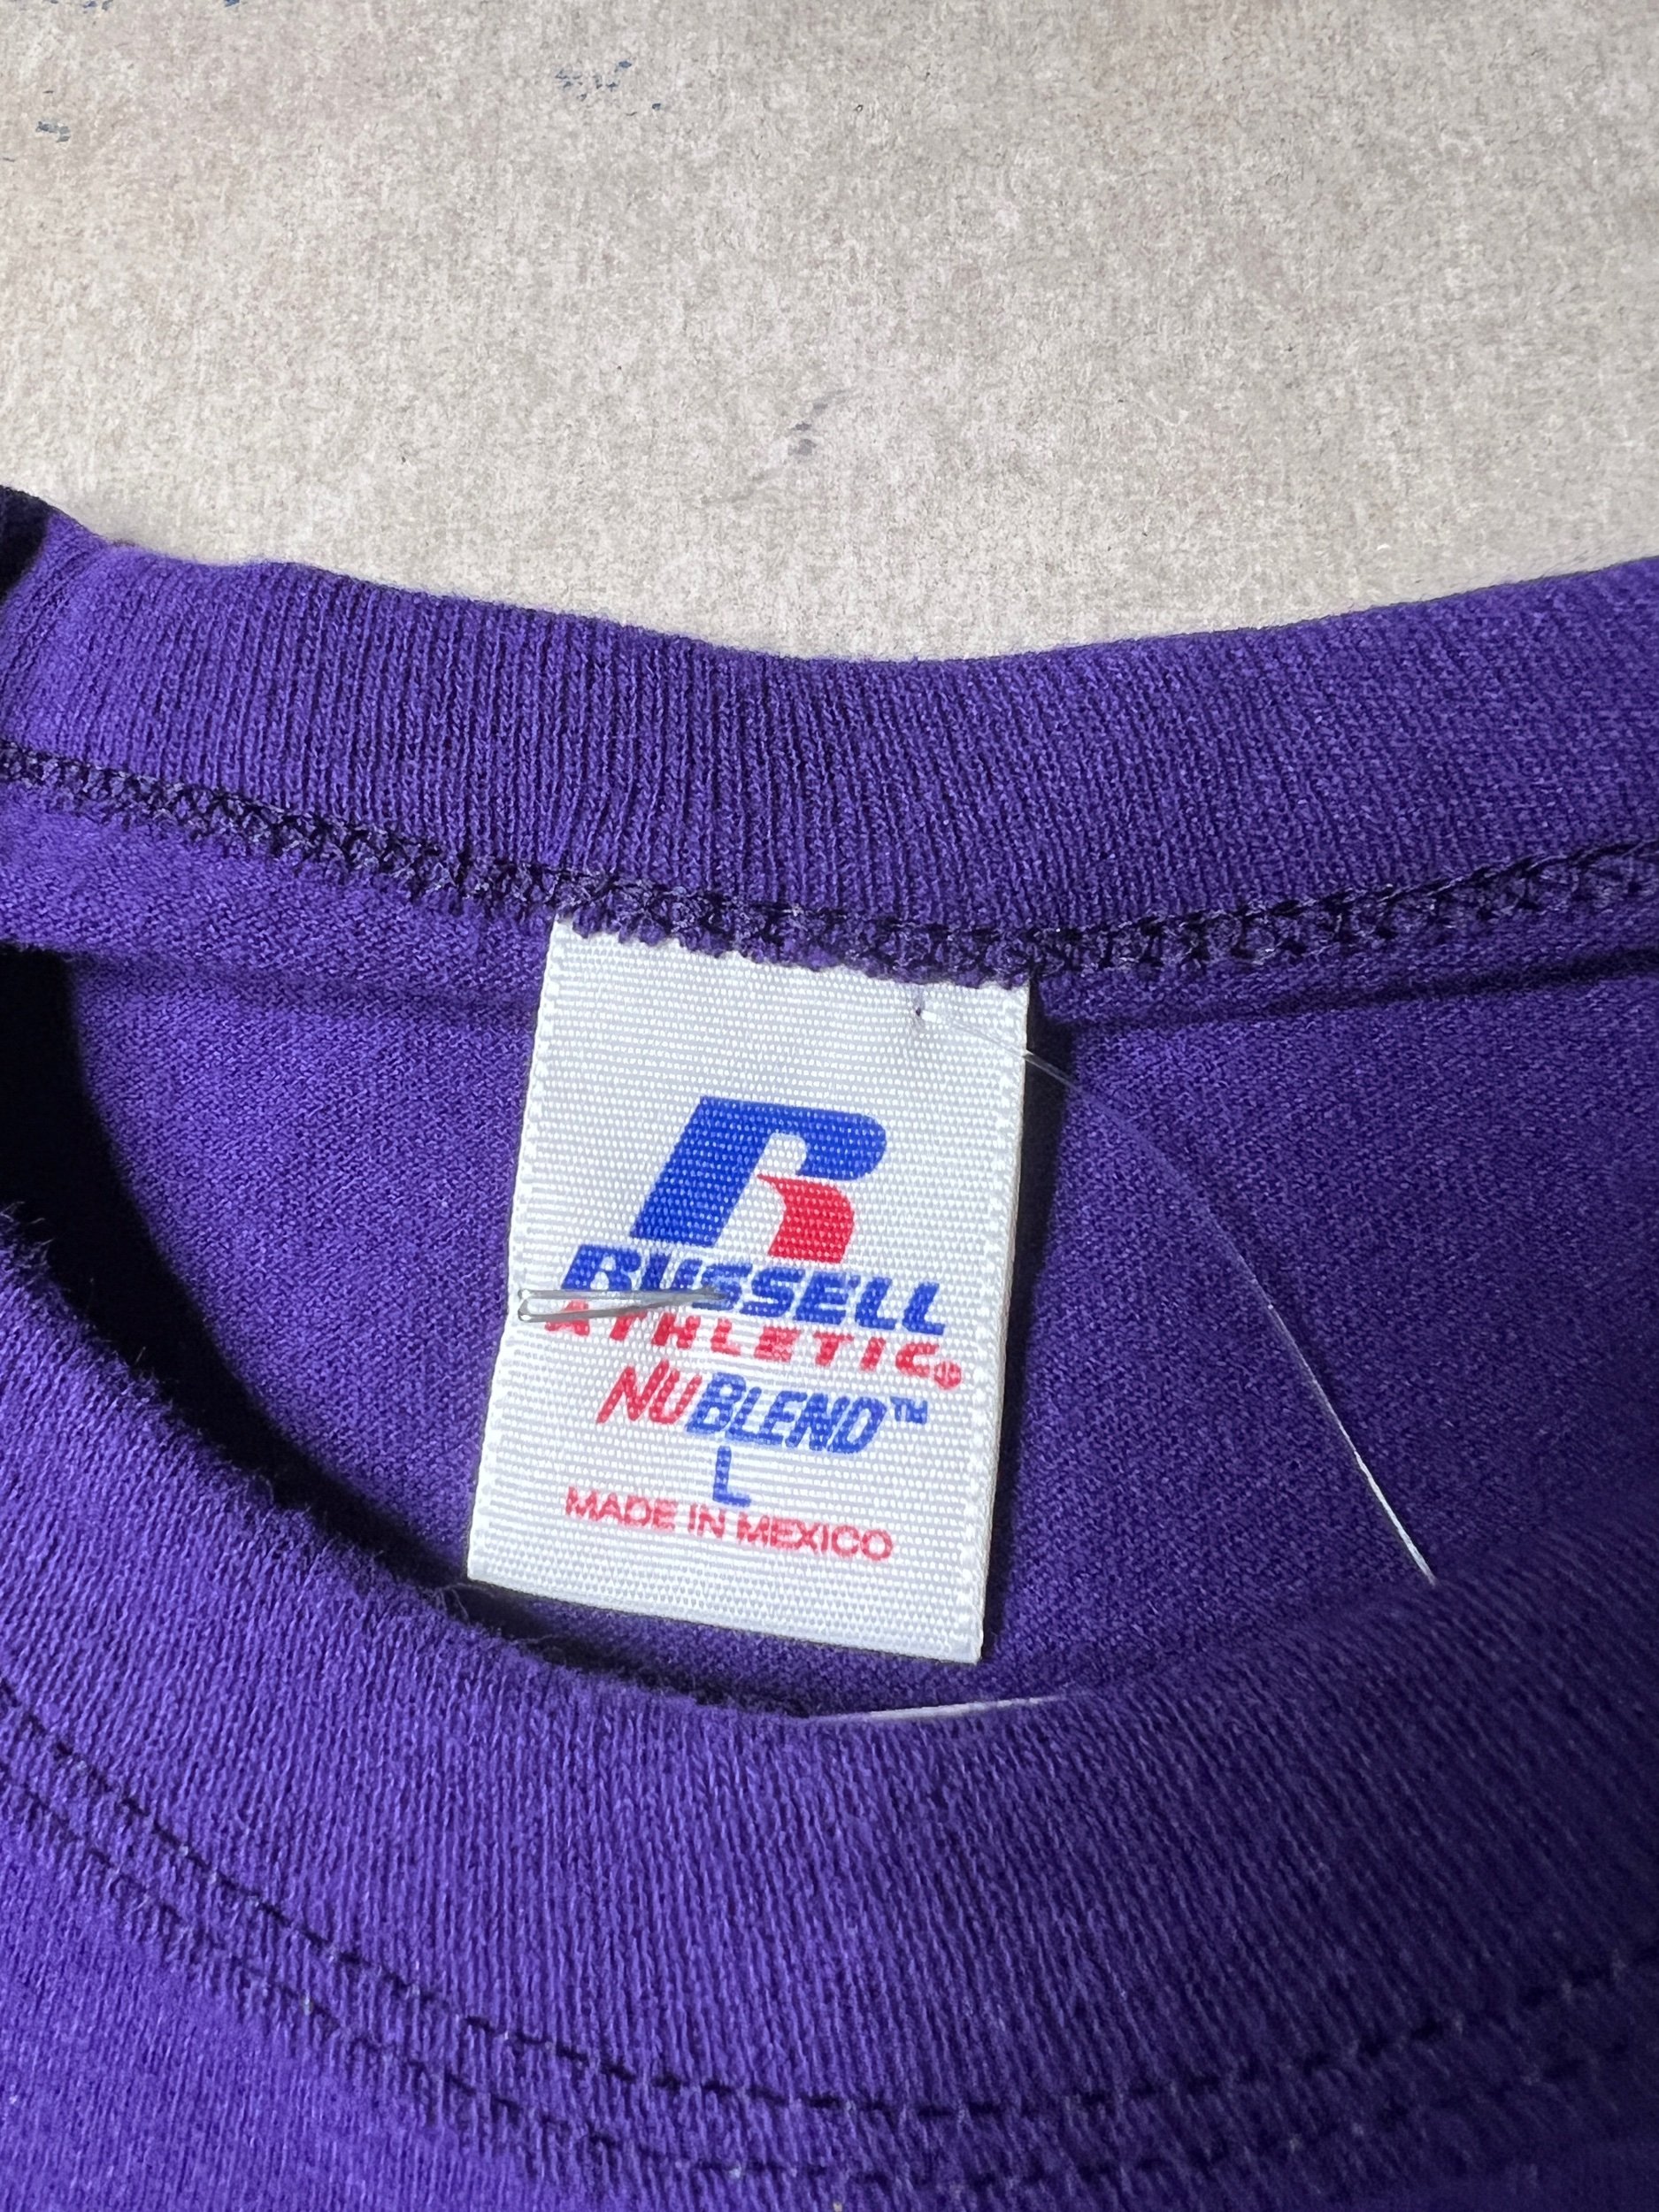 R
RUSSELL
ATHLETIC®
NUBLEND™
L
MADE IN MEXICO